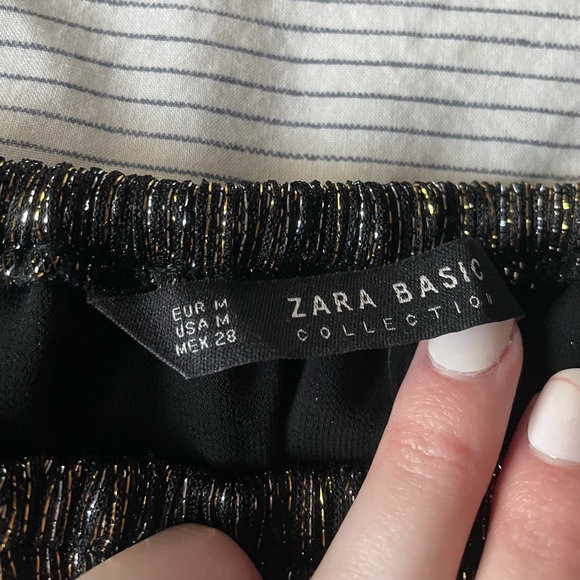 EUR M
USA M
MEX 28
ZARA BASIC
COLLECTION